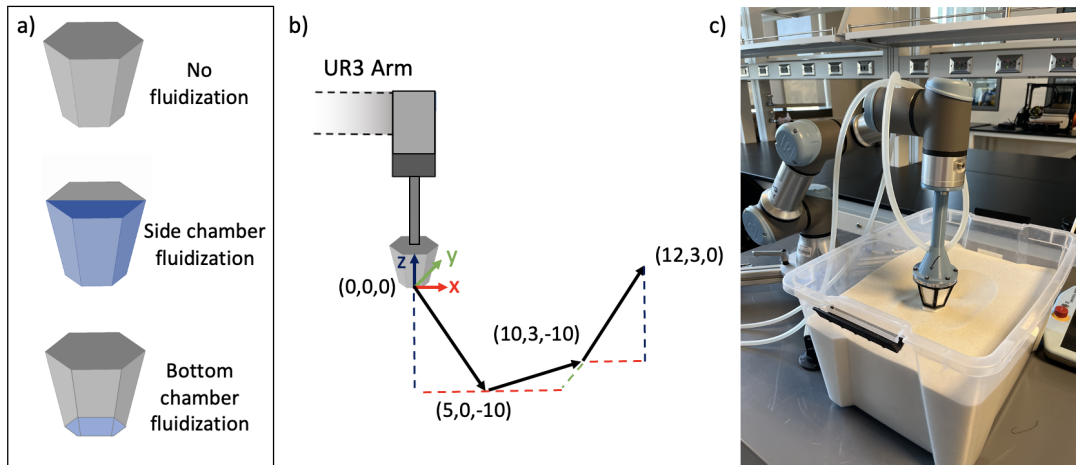 a)
No
fluidization
Side chamber
fluidization
Bottom
chamber
fluidization
b)
UR3 Arm
z
y
x
(0,0,0)
(12,3,0)
(10,3,-10)
(5,0,-10)
c)